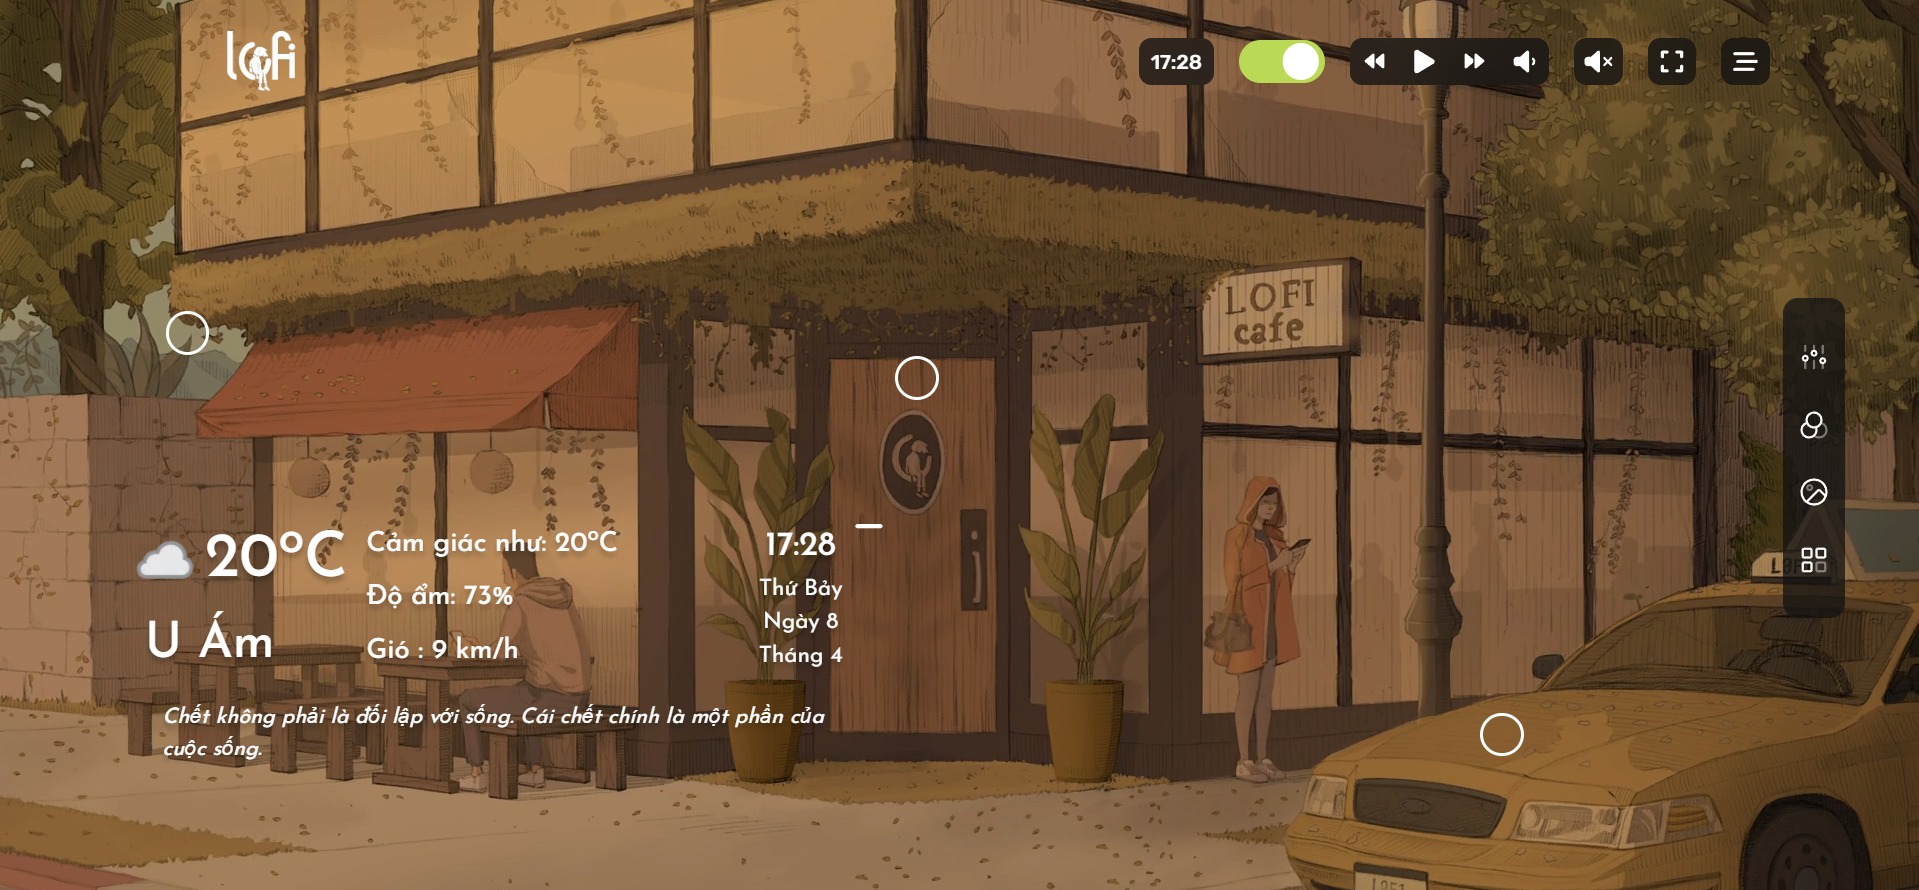 lofi
17:28
LOFI
cafe
20°C
U Ám
Cảm giác như: 20°C
Độ ẩm: 73%
Gió : 9 km/h
17:28
Thứ Bảy
Ngày 8
Tháng 4
Chết không phải là đối lập với sống. Cái chết chính là một phần của
cuộc sống.